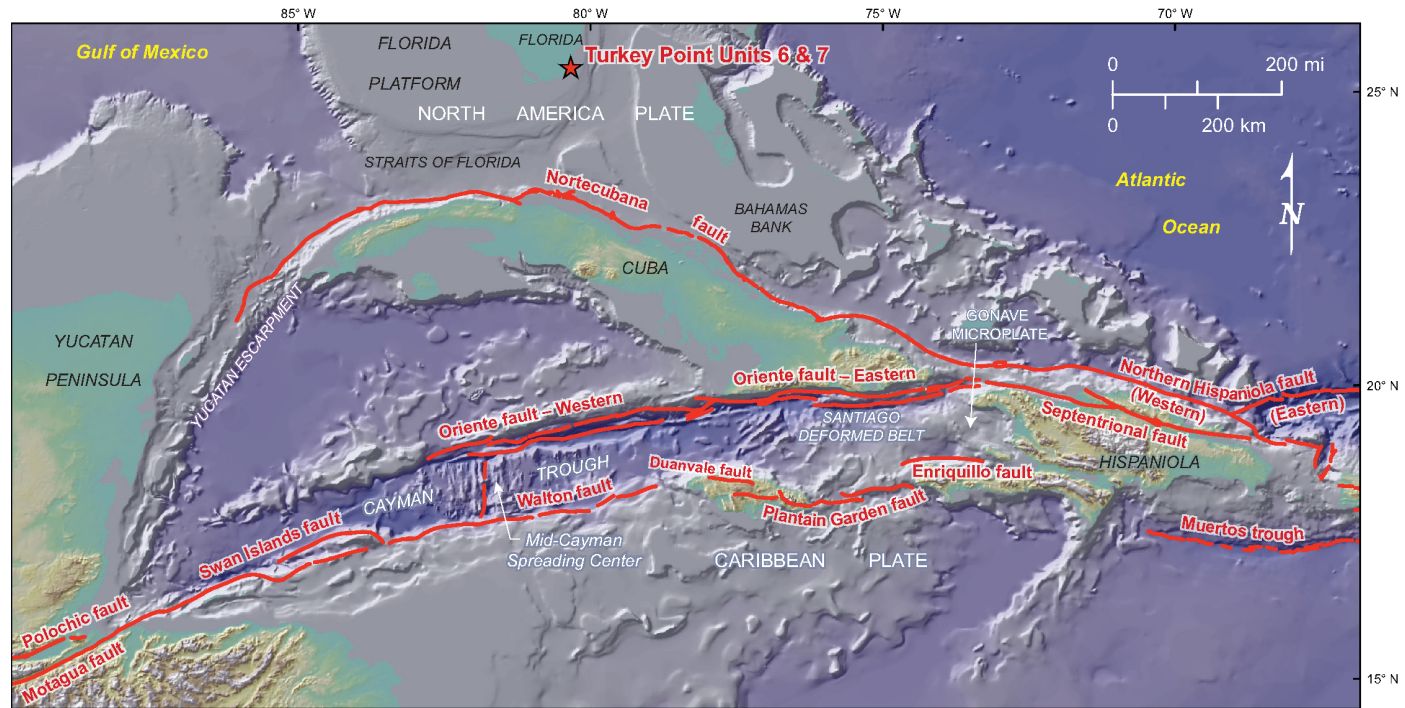 85° W
80° W
75° W
70° W
Gulf of Mexico
FLORIDA
PLATFORM
FLORIDA
Turkey Point Units 6 & 7
NORTH AMERICA PLATE
STRAITS OF FLORIDA
0 200 mi
0 200 km
25° N
Atlantic
Ocean
N
Nortecubana
fault
BAHAMAS
BANK
CUBA
YUCATAN
PENINSULA
YUCATAN ESCARPMENT
GONAVE
MICROPLATE
Oriente fault – Eastern
Northern Hispaniola fault
(Western)
(Eastern)
20° N
Oriente fault – Western
SANTIAGO
DEFORMED BELT
Septentrional fault
HISPANIOLA
CAYMAN
TROUGH
Duanvale fault
Enriquillo fault
Walton fault
Plantain Garden fault
Swan Islands fault
Mid-Cayman
Spreading Center
CARIBBEAN PLATE
Muertos trough
Polochic fault
Motagua fault
15° N